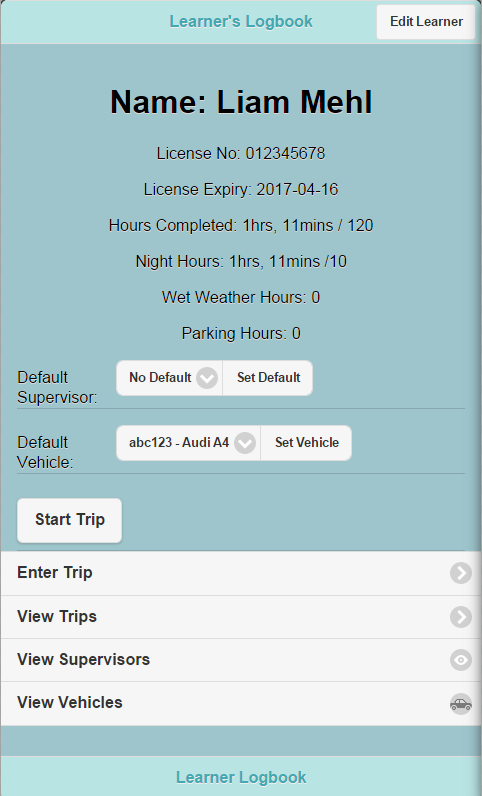 Learner's Logbook
Edit Learner
Name: Liam Mehl
License No: 012345678
License Expiry: 2017-04-16
Hours Completed: 1hrs, 11mins / 120
Night Hours: 1hrs, 11mins /10
Wet Weather Hours: 0
Parking Hours: 0
Default
Supervisor:
No Default
Set Default
Default
Vehicle:
abc123 - Audi A4
Set Vehicle
Start Trip
Enter Trip
View Trips
View Supervisors
View Vehicles
Learner Logbook